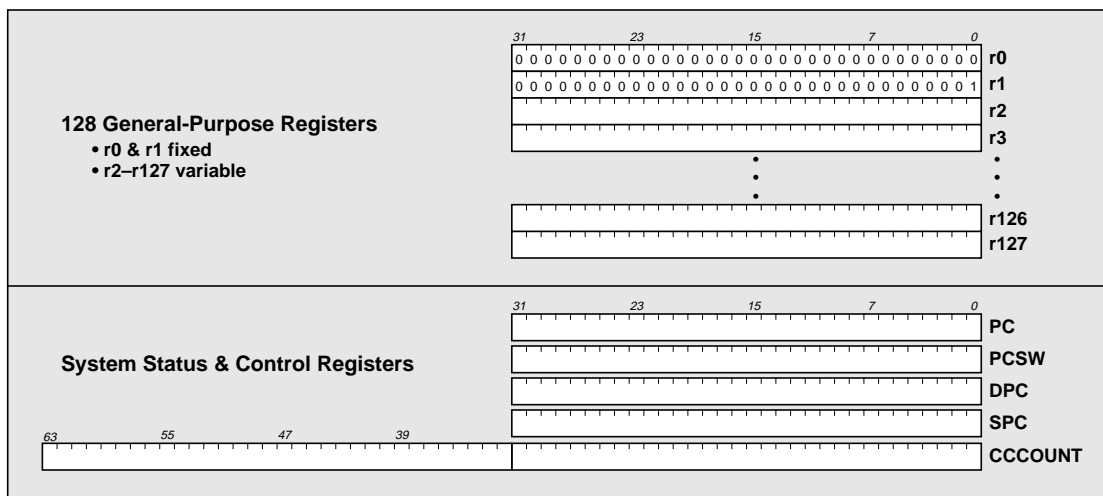 31 23 15 7 0
0 0 0 0 0 0 0 0 0 0 0 0 0 0 0 0 0 0 0 0 0 0 0 0 0 0 0 0 0 0 0 0 r0
0 0 0 0 0 0 0 0 0 0 0 0 0 0 0 0 0 0 0 0 0 0 0 0 0 0 0 0 0 0 0 1 r1
r2
r3
128 General-Purpose Registers
• r0 & r1 fixed
• r2–r127 variable
r126
r127
31 23 15 7 0
PC
PCSW
System Status & Control Registers
DPC
SPC
63 55 47 39
CCCOUNT